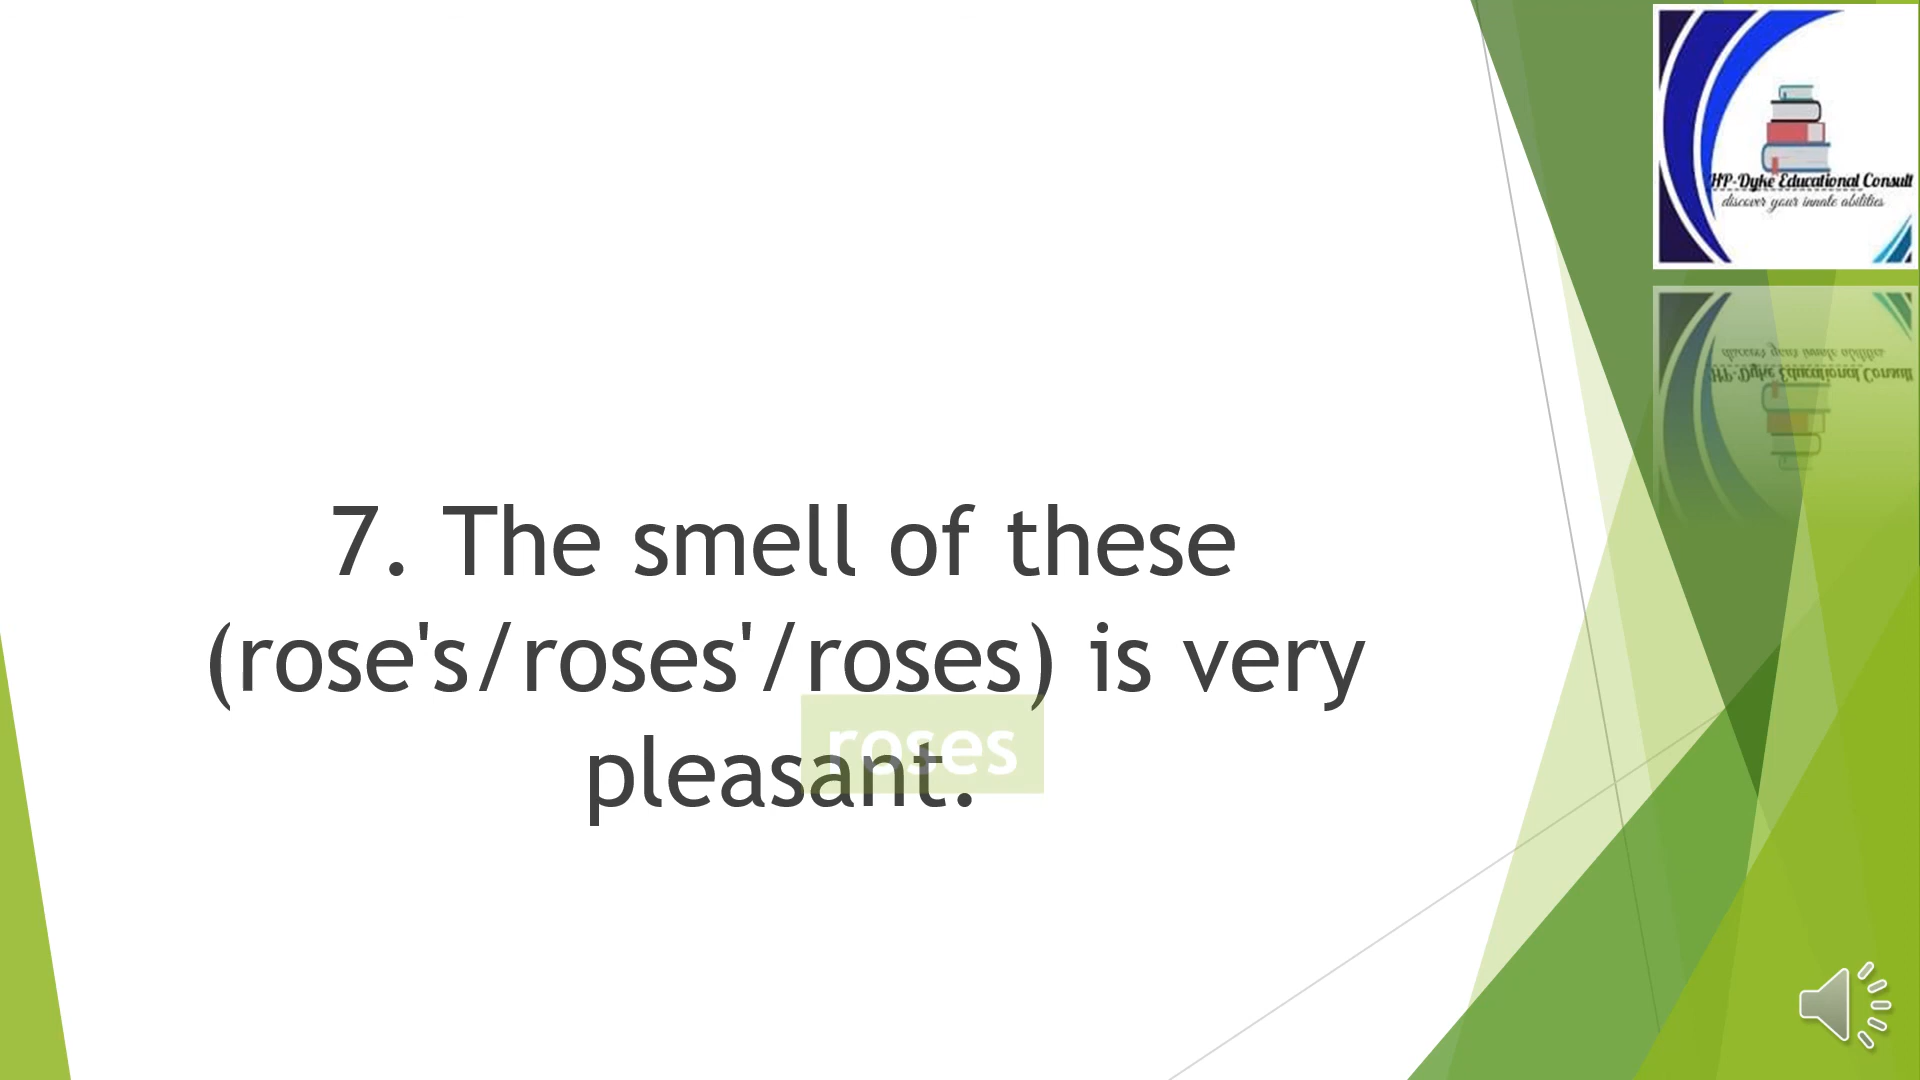 HP-Dyke Educational Consult
discover your innate abilities
7. The smell of these
(rose's/roses'/roses) is very
pleasant.
roses